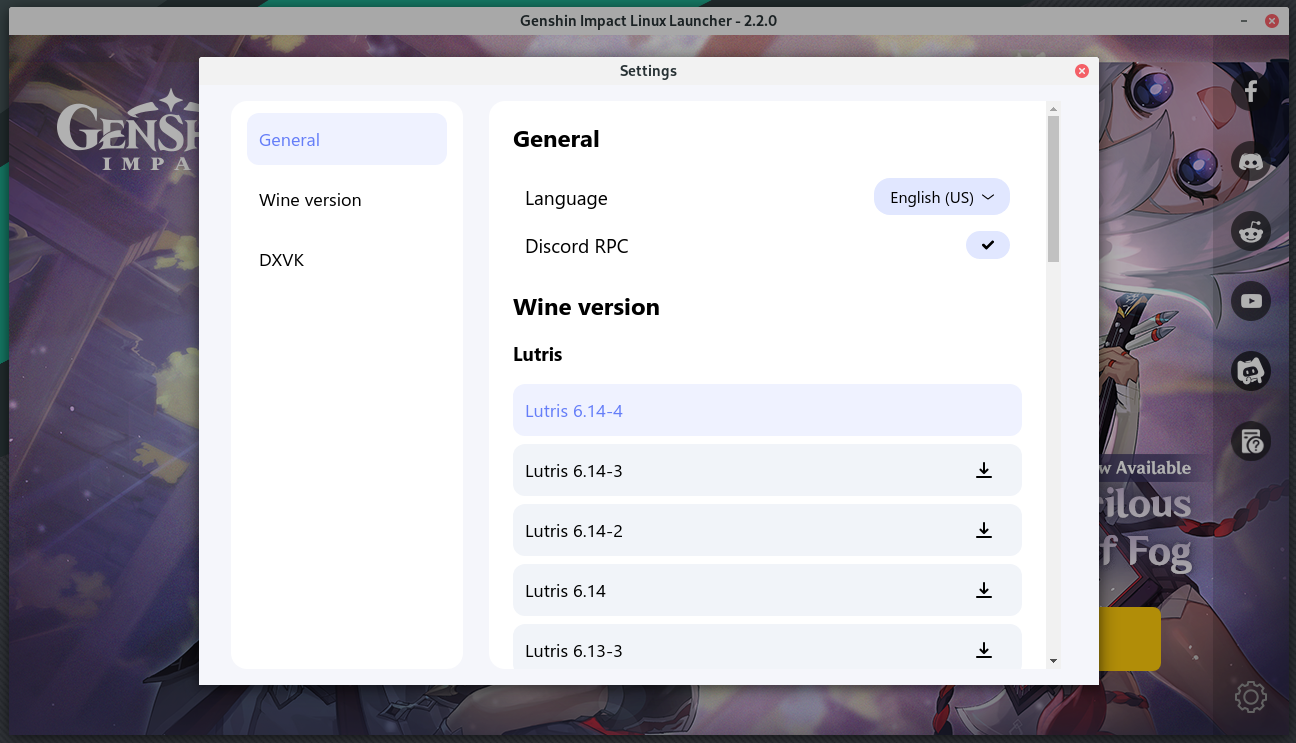 Genshin Impact Linux Launcher - 2.2.0
Settings
GENSH
IMPA
General
Wine version
DXVK
General
Language
English (US)
Discord RPC
Wine version
Lutris
Lutris 6.14-4
Lutris 6.14-3
Lutris 6.14-2
Lutris 6.14
Lutris 6.13-3
w Available
ilous
f Fog